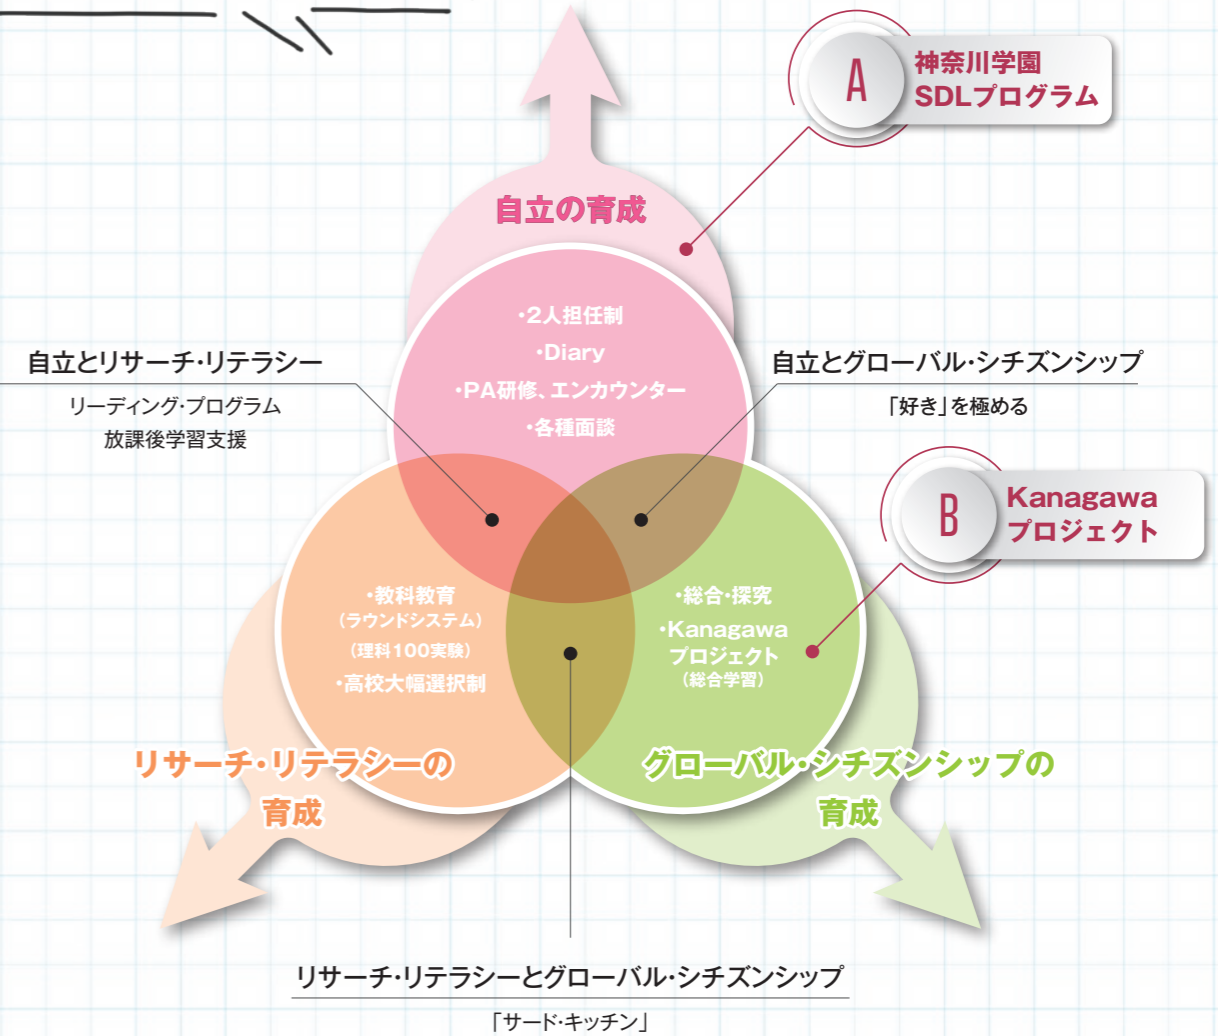 A
神奈川学園
SDLプログラム
自立の育成
・2人担任制
・Diary
・PA研修、エンカウンター
・各種面談
自立とリサーチ・リテラシー
リーディング・プログラム
放課後学習支援
自立とグローバル・シチズンシップ
「好き」を極める
B
Kanagawa
プロジェクト
・教科教育
(ラウンドシステム)
(理科100実験)
・高校大幅選択制
・総合・探究
・Kanagawa
プロジェクト
(総合学習)
リサーチ・リテラシーの
育成
グローバル・シチズンシップの
育成
リサーチ・リテラシーとグローバル・シチズンシップ
「サード・キッチン」